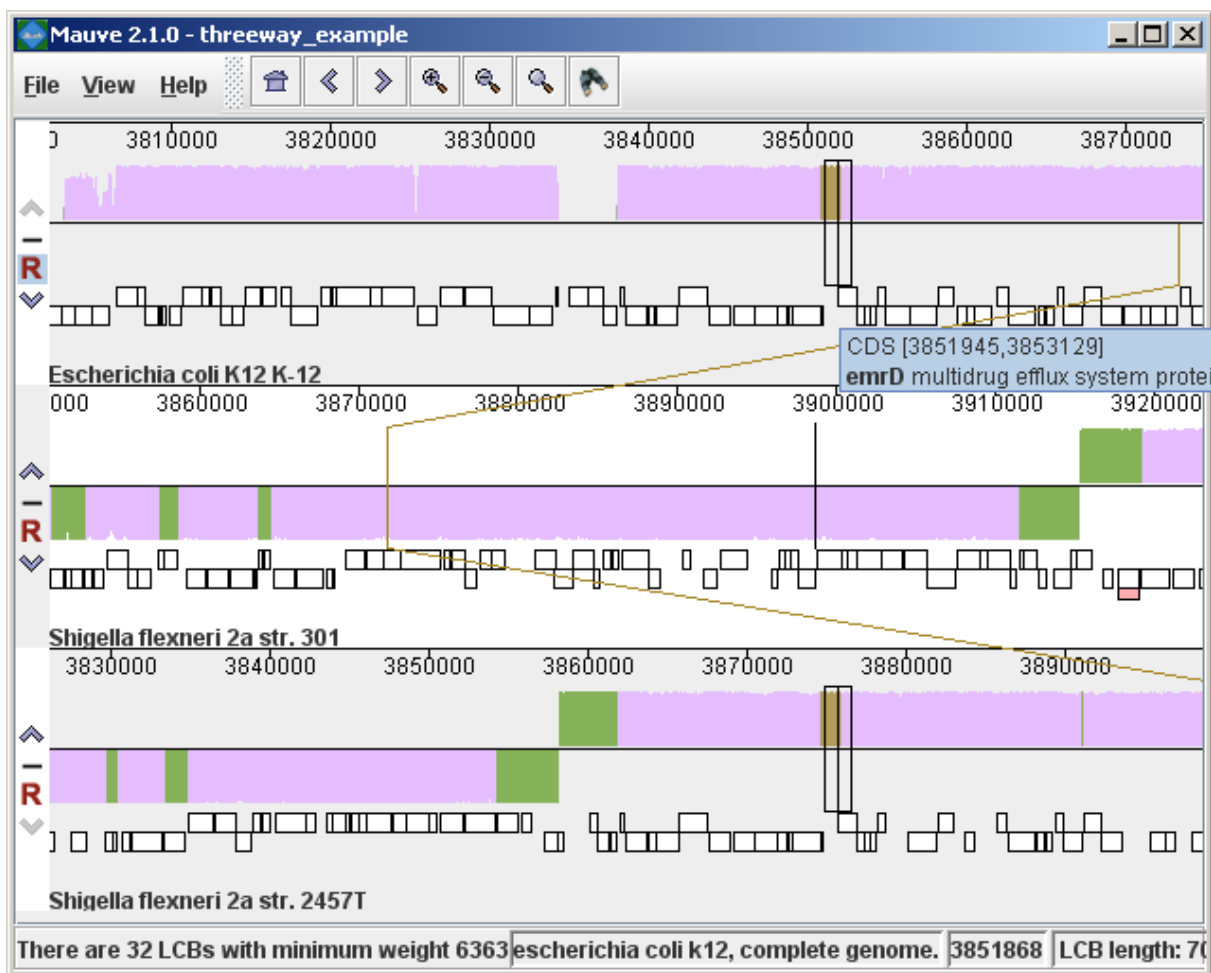 Mauve 2.1.0 - threeway_example
File View Help
3810000 3820000 3830000 3840000 3850000 3860000 3870000
R
CDS [3851945,3853129]
emrD multidrug efflux system protei
Escherichia coli K12 K-12
000 3860000 3870000 3880000 3890000 3900000 3910000 3920000
R
Shigella flexneri 2a str. 301
3830000 3840000 3850000 3860000 3870000 3880000 3890000
R
Shigella flexneri 2a str. 2457T
There are 32 LCBs with minimum weight 6363 escherichia coli k12, complete genome. 3851868 LCB length: 70